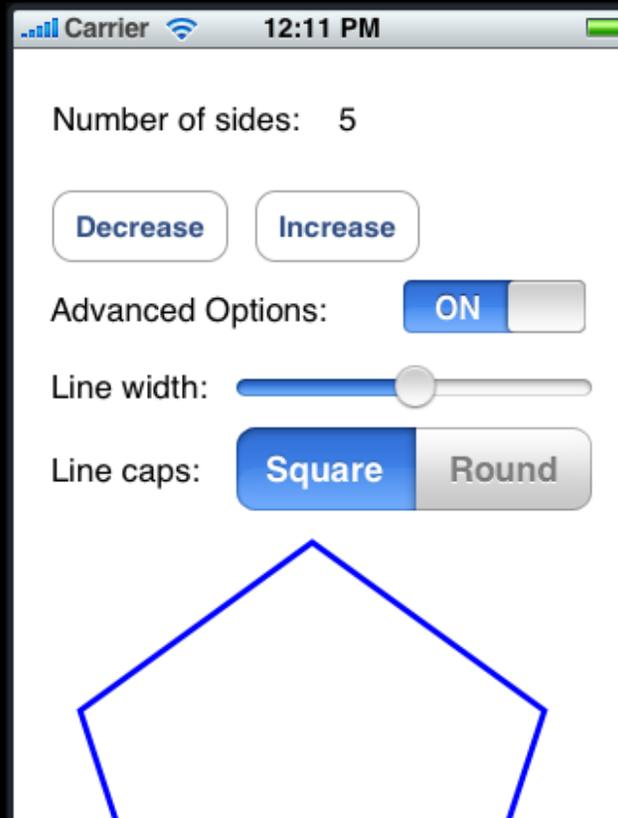 Carrier 12:11 PM
Number of sides: 5
Decrease Increase
Advanced Options: ON
Line width:
Line caps: Square Round